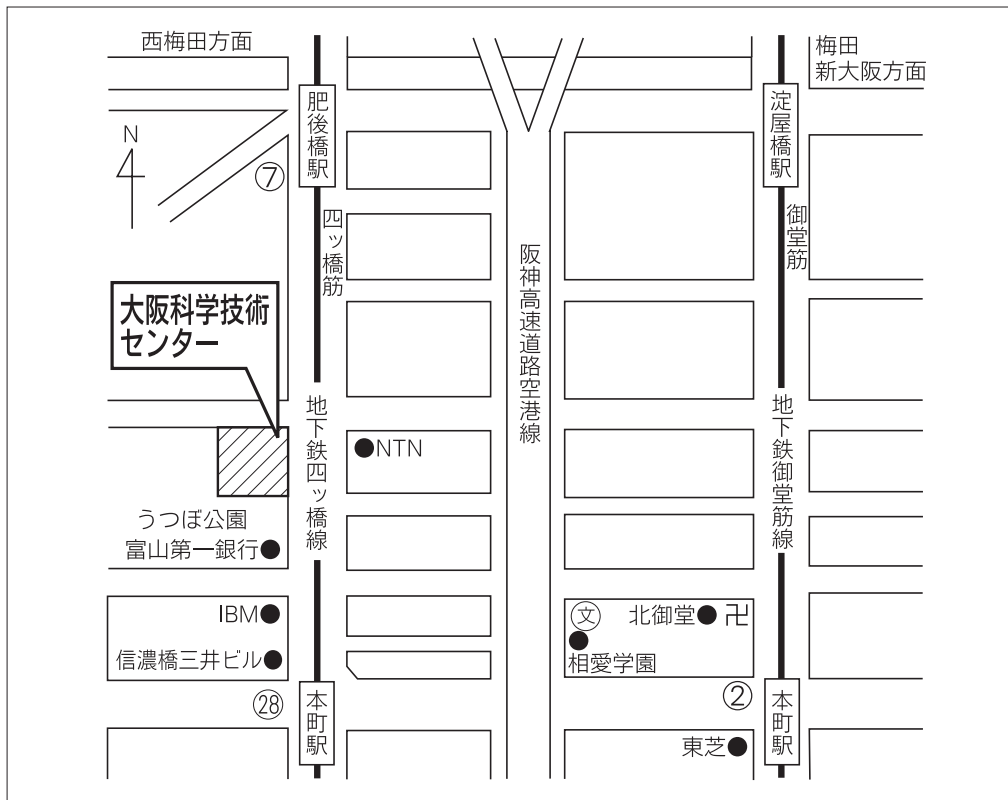 西梅田方面
梅田
新大阪方面
肥後橋駅
淀屋橋駅
N
⑦
四ッ橋筋
御堂筋
阪神高速道路空港線
大阪科学技術
センター
地下鉄四ッ橋線
地下鉄御堂筋線
●NTN
うつぼ公園
富山第一銀行●
IBM●
信濃橋三井ビル●
文
北御堂●卍
相愛学園
㉘
②
本町駅
本町駅
東芝●